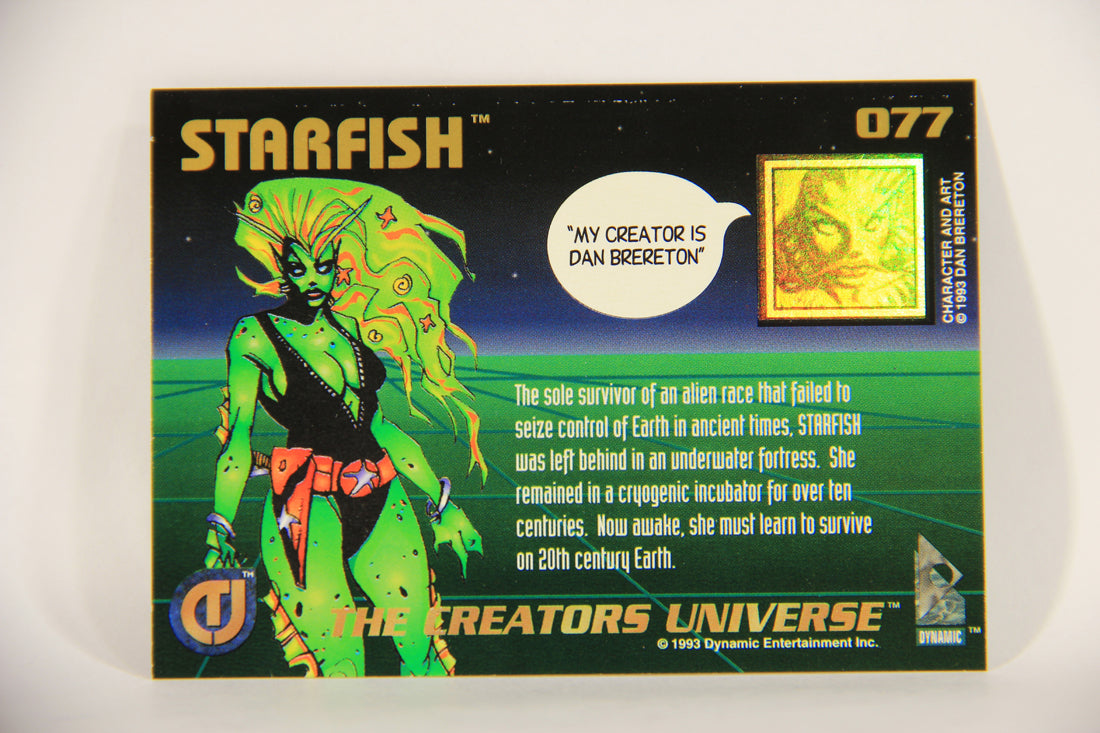 STARFISH™
077
"MY CREATOR IS
DAN BRERETON"
CHARACTER AND ART
© 1993 DAN BRERETON
The sole survivor of an alien race that failed to
seize control of Earth in ancient times, STARFISH
was left behind in an underwater fortress. She
remained in a cryogenic incubator for over ten
centuries. Now awake, she must learn to survive
on 20th century Earth.
TM
THE CREATORS UNIVERSE™
© 1993 Dynamic Entertainment Inc.
DYNAMIC™